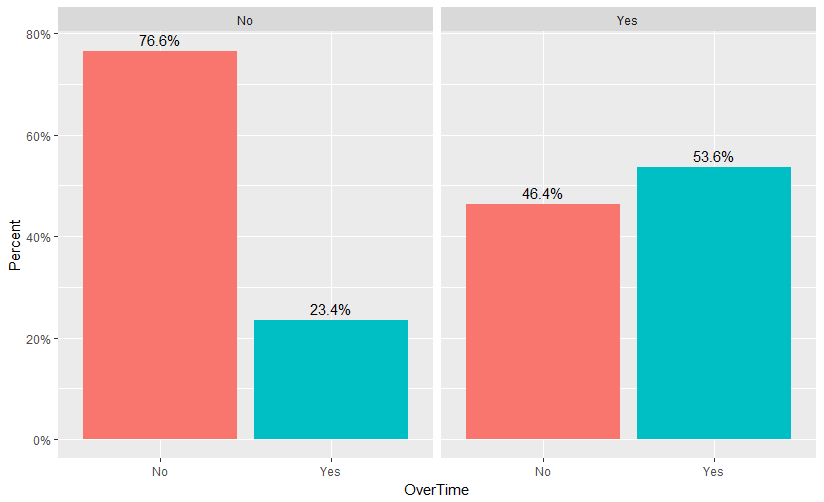 No
Yes
80%
76.6%
60%
53.6%
46.4%
40%
23.4%
20%
0%
Percent
No
Yes
No
Yes
OverTime